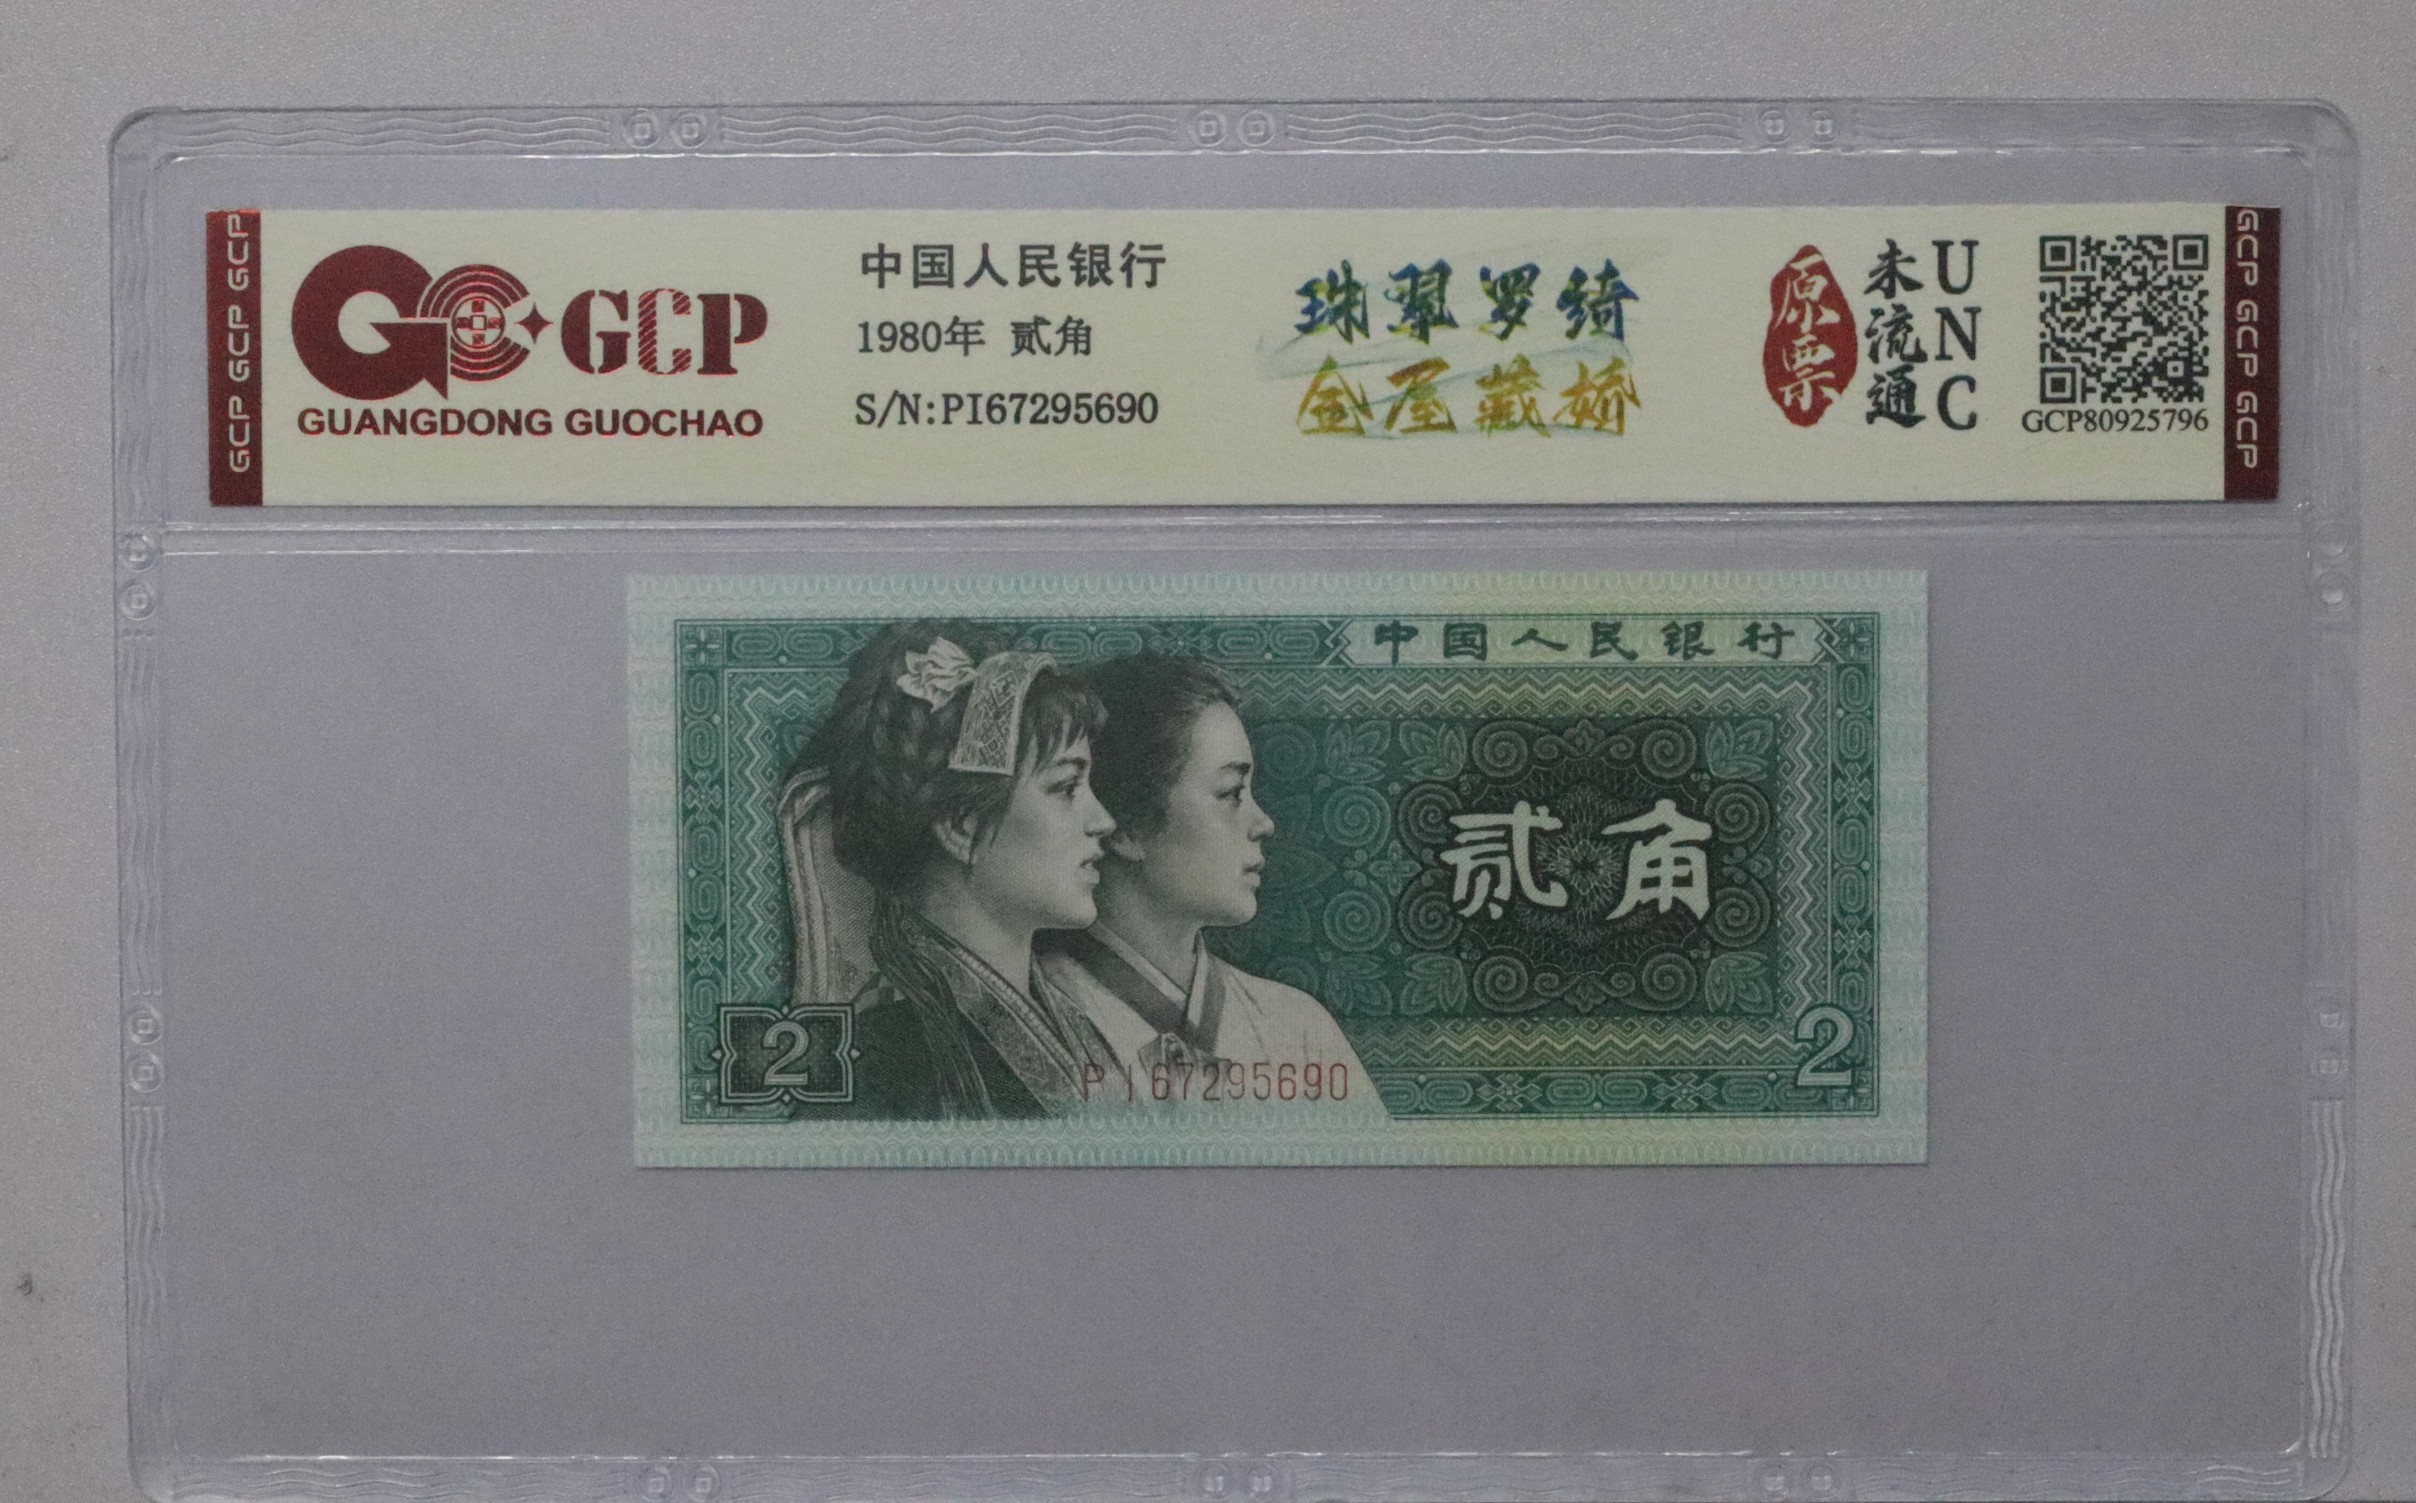 GCP GCP GCP
GCP
GUANGDONG GUOCHAO
中国人民银行
1980年 贰角
S/N:PI67295690
珠翠罗绮
金屋藏娇
原票
未流通
UNC
GCP80925796
GCP GCP GCP
中国人民银行
贰角
2
PI67295690
2